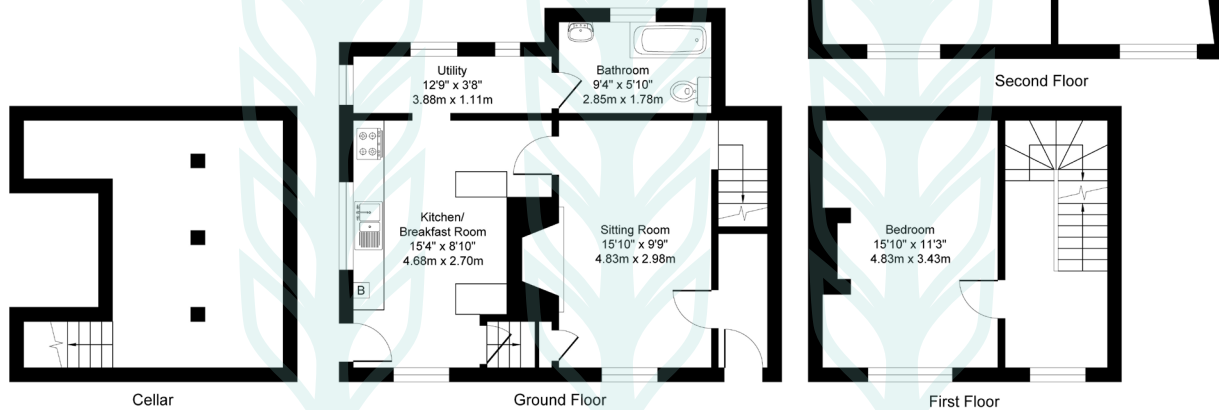 Utility
12'9" x 3'8"
3.88m x 1.11m
Bathroom
9'4" x 5'10"
2.85m x 1.78m
Second Floor
Kitchen/
Breakfast Room
15'4" x 8'10"
4.68m x 2.70m
B
Sitting Room
15'10" x 9'9"
4.83m x 2.98m
Bedroom
15'10" x 11'3"
4.83m x 3.43m
Cellar
Ground Floor
First Floor